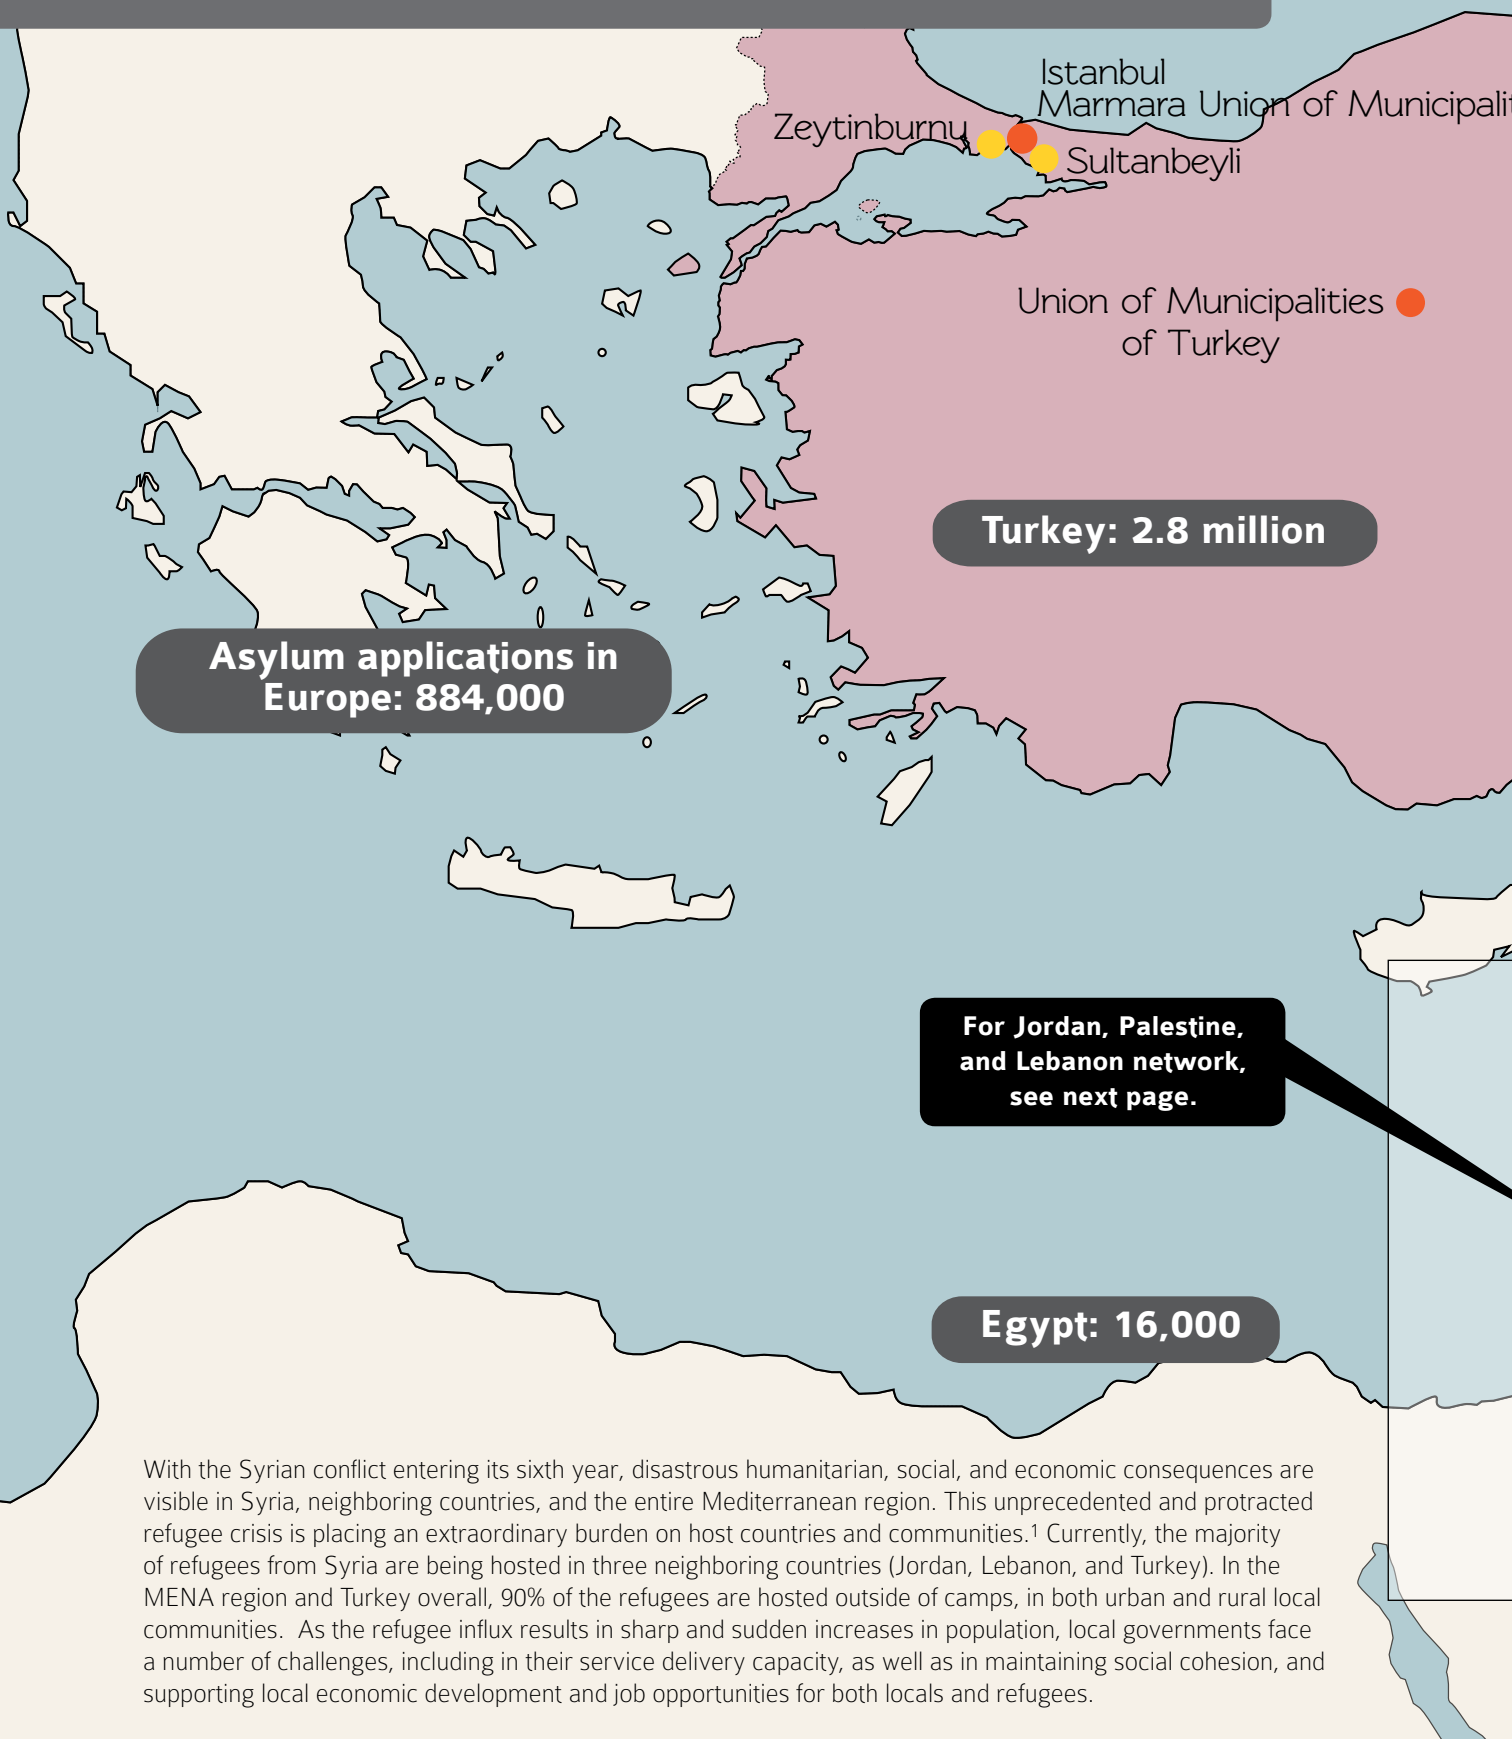 Istanbul
Marmara Union of Municipalit
Zeytinburnu
Sultanbeyli
Union of Municipalities
of Turkey
Turkey: 2.8 million
Asylum applications in
Europe: 884,000
For Jordan, Palestine,
and Lebanon network,
see next page.
Egypt: 16,000
With the Syrian conflict entering its sixth year, disastrous humanitarian, social, and economic consequences are
visible in Syria, neighboring countries, and the entire Mediterranean region. This unprecedented and protracted
refugee crisis is placing an extraordinary burden on host countries and communities.1 Currently, the majority
of refugees from Syria are being hosted in three neighboring countries (Jordan, Lebanon, and Turkey). In the
MENA region and Turkey overall, 90% of the refugees are hosted outside of camps, in both urban and rural local
communities.  As the refugee influx results in sharp and sudden increases in population, local governments face
a number of challenges, including in their service delivery capacity, as well as in maintaining social cohesion, and
supporting local economic development and job opportunities for both locals and refugees.